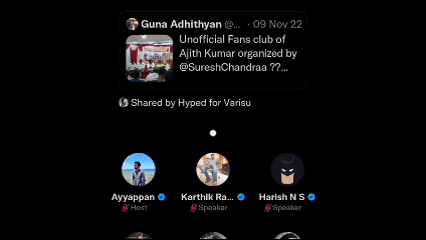 Guna Adhithyan @... · 09 Nov 22
Unofficial Fans club of
Ajith Kumar organized by
@SureshChandraa ??...
Shared by Hyped for Varisu
Ayyappan
Host
Karthik Ra...
Speaker
Harish N S
Speaker